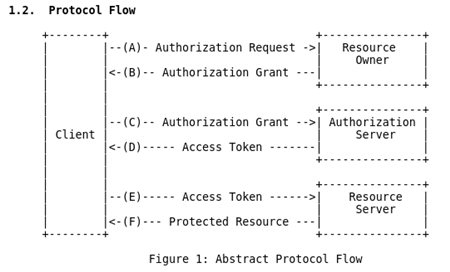 1.2.  Protocol Flow
+--------+                               +---------------+
|        |--(A)- Authorization Request ->|   Resource    |
|        |                               |     Owner     |
|        |<-(B)-- Authorization Grant ---|               |
|        |                               +---------------+
|        |
|        |                               +---------------+
|        |--(C)-- Authorization Grant -->| Authorization |
| Client |                               |     Server    |
|        |<-(D)----- Access Token -------|               |
|        |                               +---------------+
|        |
|        |                               +---------------+
|        |--(E)----- Access Token ------>|    Resource   |
|        |                               |     Server    |
|        |<-(F)--- Protected Resource ---|               |
+--------+                               +---------------+
Figure 1: Abstract Protocol Flow